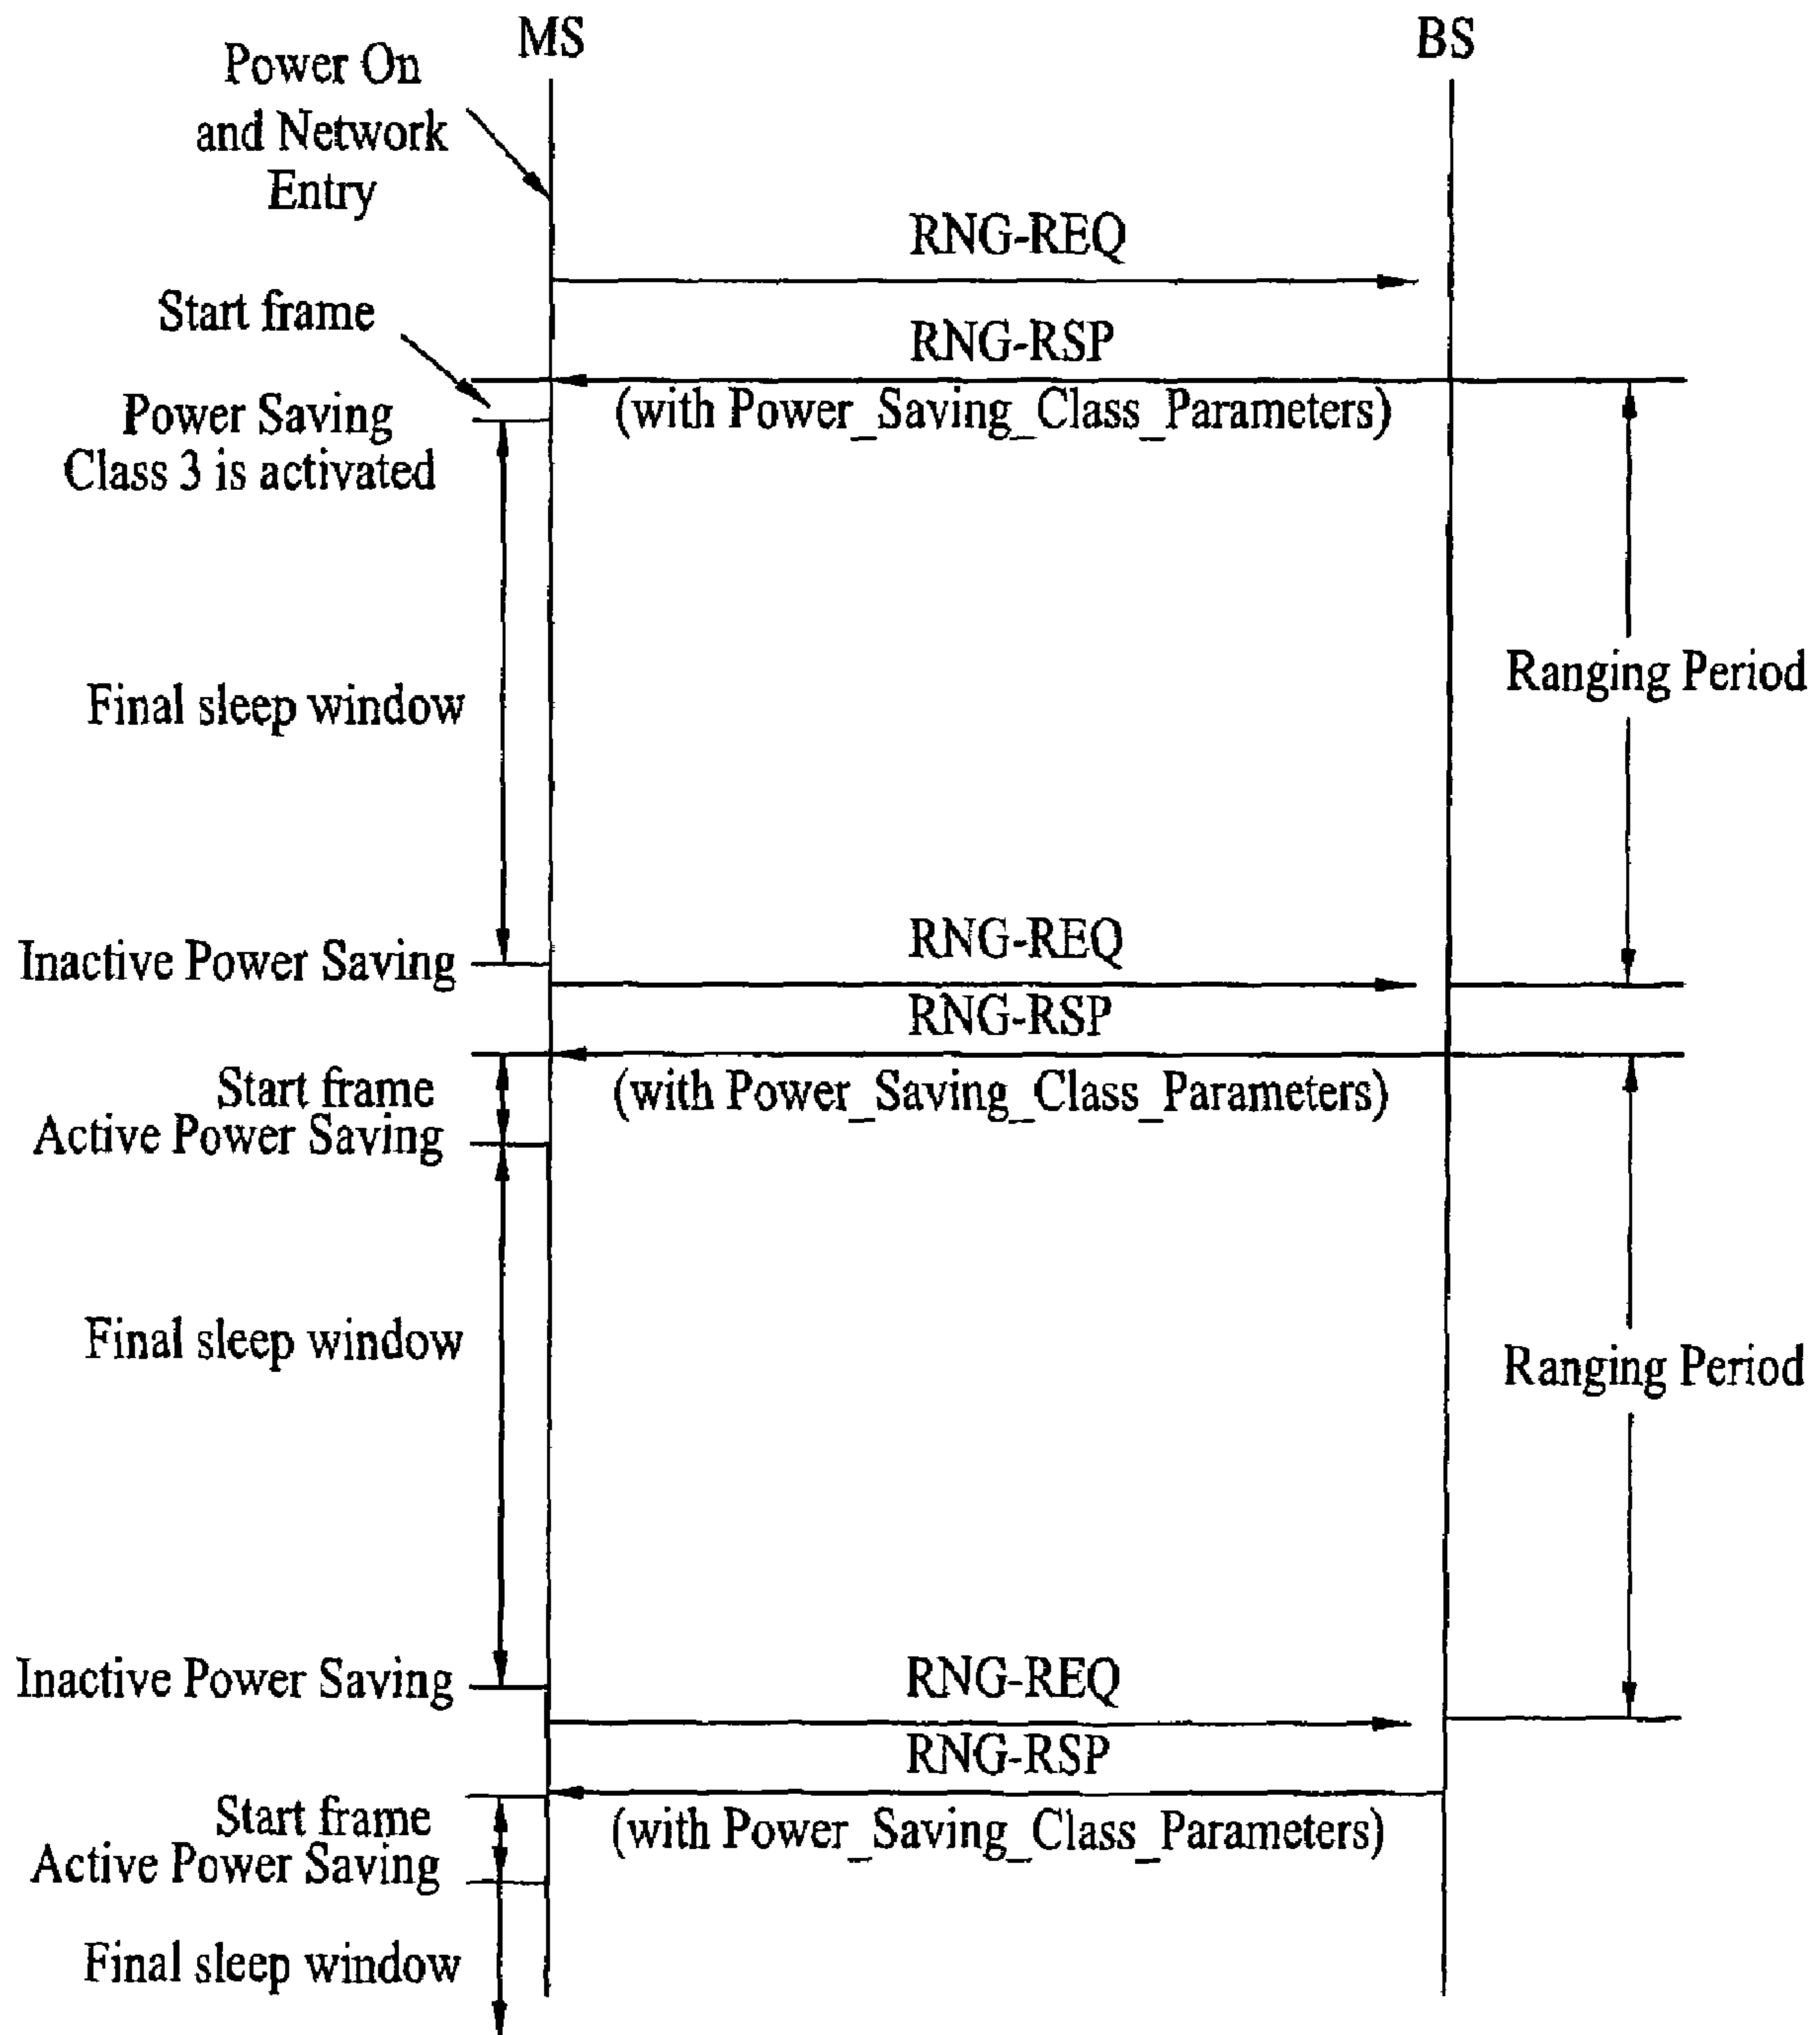 MS
BS
Power On
and Network
Entry
RNG-REQ
Start frame
RNG-RSP
(with Power_Saving_Class_Parameters)
Power Saving
Class 3 is activated
Ranging Period
Final sleep window
Inactive Power Saving
RNG-REQ
RNG-RSP
Start frame
(with Power_Saving_Class_Parameters)
Active Power Saving
Final sleep window
Ranging Period
Inactive Power Saving
RNG-REQ
RNG-RSP
Start frame
(with Power_Saving_Class_Parameters)
Active Power Saving
Final sleep window